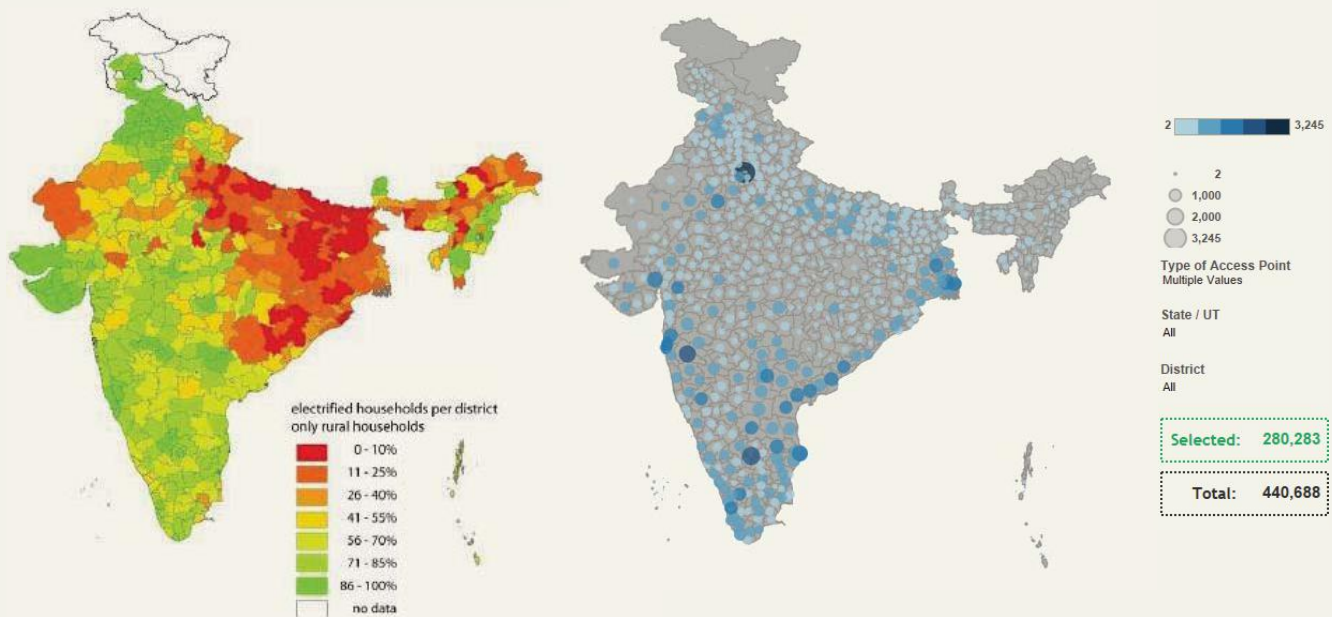 electrified households per district
only rural households
0 - 10%
11 - 25%
26 - 40%
41 - 55%
56 - 70%
71 - 85%
86 - 100%
no data
2 3,245
2
1,000
2,000
3,245
Type of Access Point
Multiple Values
State / UT
All
District
All
Selected: 280,283
Total: 440,688